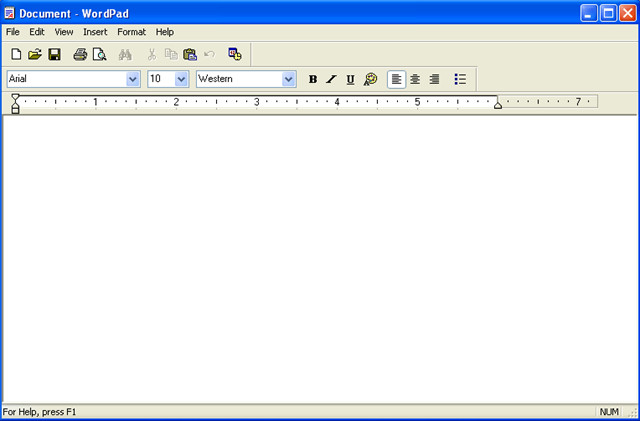 Document - WordPad
File Edit View Insert Format Help
Arial 10 Western B I U
1 2 3 4 5 7
For Help, press F1 NUM